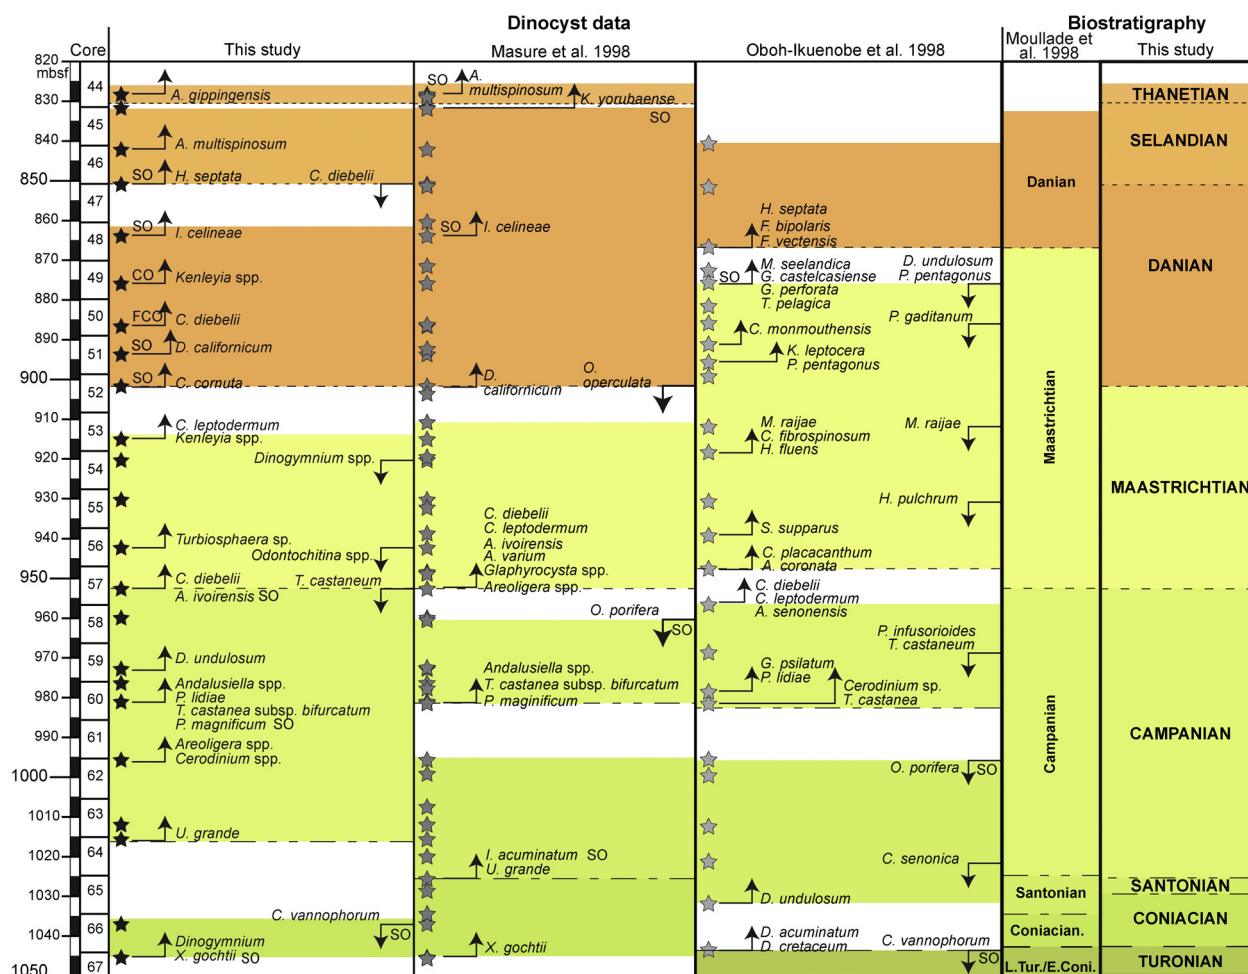 Dinocyst data
Biostratigraphy
Core
This study
Masure et al. 1998
Oboh-Ikuenobe et al. 1998
Moullade et
al. 1998
This study
820
mbsf
830
840
850
860
870
880
890
900
910
920
930
940
950
960
970
980
990
1000
1010
1020
1030
1040
1050
44
45
46
47
48
49
50
51
52
53
54
55
56
57
58
59
60
61
62
63
64
65
66
67
A. gippingensis
A. multispinosum
SO
H. septata
C. diebelii
SO
I. celineae
CO
Kenleyia spp.
FCO
C. diebelii
SO
D. californicum
SO
C. cornuta
C. leptodermum
Kenleyia spp.
Dinogymnium spp.
Turbiosphaera sp.
Odontochitina spp.
C. diebelii
T. castaneum
A. ivoirensis SO
D. undulosum
Andalusiella spp.
P. lidiae
T. castanea subsp. bifurcatum
P. magnificum SO
Areoligera spp.
Cerodinium spp.
U. grande
C. vannophorum
SO
Dinogymnium
X. gochtii SO
SO
A.
multispinosum
K. yorubaense
SO
SO
I. celineae
D.
californicum
O.
operculata
C. diebelii
C. leptodermum
A. ivoirensis
A. varium
Glaphyrocysta spp.
Areoligera spp.
O. porifera
SO
Andalusiella spp.
T. castanea subsp. bifurcatum
P. maginificum
I. acuminatum SO
U. grande
X. gochtii
H. septata
F. bipolaris
F. vectensis
SO
M. seelandica
G. castelcasiense
G. perforata
T. pelagica
D. undulosum
P. pentagonus
P. gaditanum
C. monmouthensis
K. leptocera
P. pentagonus
M. raijae
C. fibrospinosum
H. fluens
M. raijae
H. pulchrum
S. supparus
C. placacanthum
A. coronata
C. diebelii
C. leptodermum
A. senonensis
P. infusorioides
T. castaneum
G. psilatum
P. lidiae
Cerodinium sp.
T. castanea
O. porifera
SO
C. senonica
D. undulosum
D. acuminatum
D. cretaceum
C. vannophorum
SO
Danian
Maastrichtian
Campanian
Santonian
Coniacian.
L.Tur./E.Coni.
THANETIAN
SELANDIAN
DANIAN
MAASTRICHTIAN
CAMPANIAN
SANTONIAN
CONIACIAN
TURONIAN